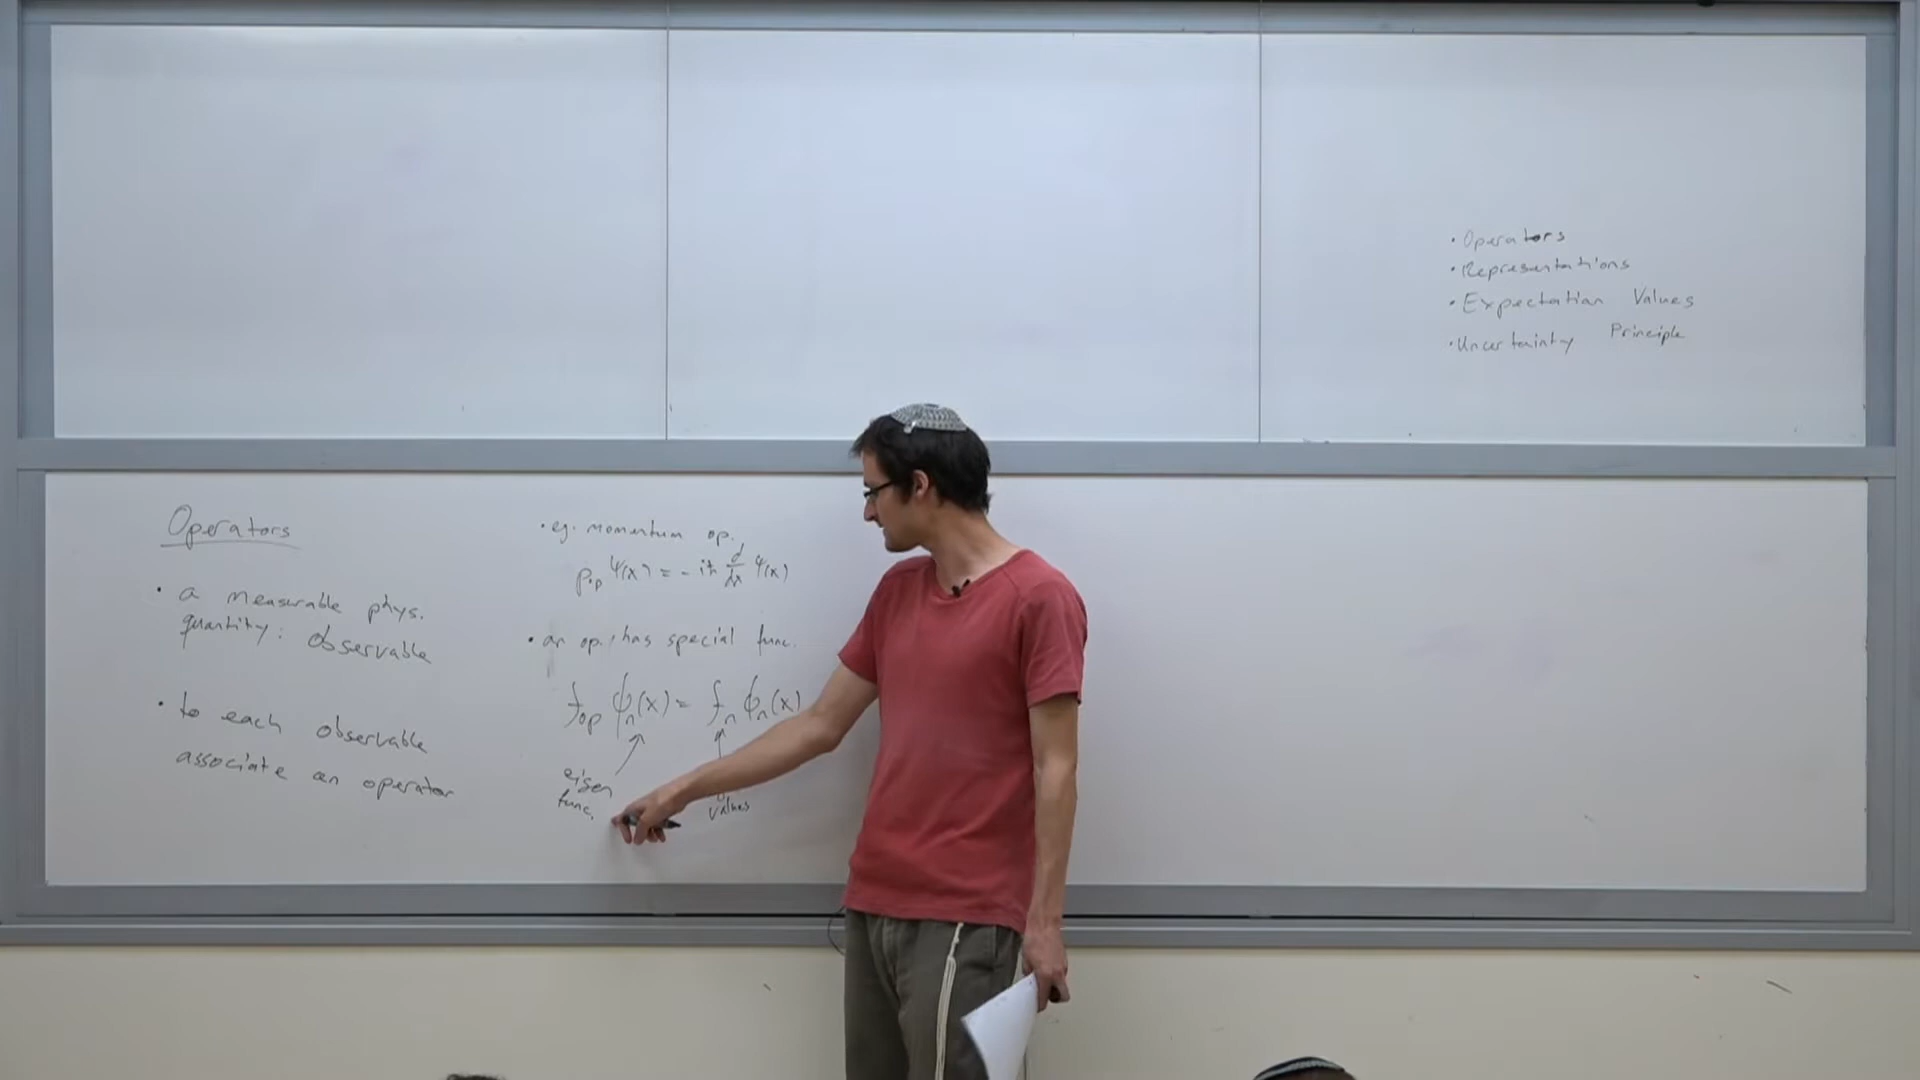 • Operators
• Representations
• Expectation Values
• Uncertainty Principle
Operators
• a measurable phys.
quantity: observable
• to each observable
associate an operator
• eg. momentum op.
p_op Ψ(x) = -iħ d/dx Ψ(x)
• an op. has special func.
f_op ϕ_n(x) = f_n ϕ_n(x)
eigen
func.
values